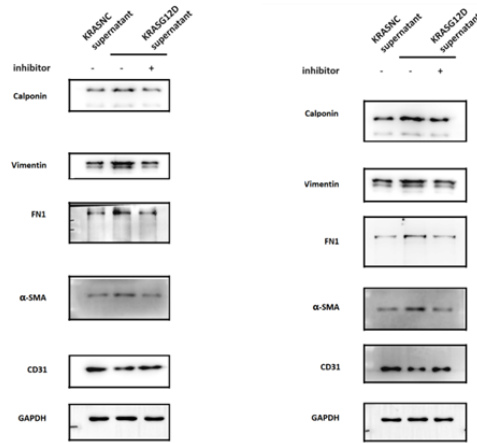 KRASNC supernatant
KRASG12D supernatant
inhibitor - - +
Calponin
Vimentin
FN1
α-SMA
CD31
GAPDH
KRASNC supernatant
KRASG12D supernatant
inhibitor - - +
Calponin
Vimentin
FN1
α-SMA
CD31
GAPDH